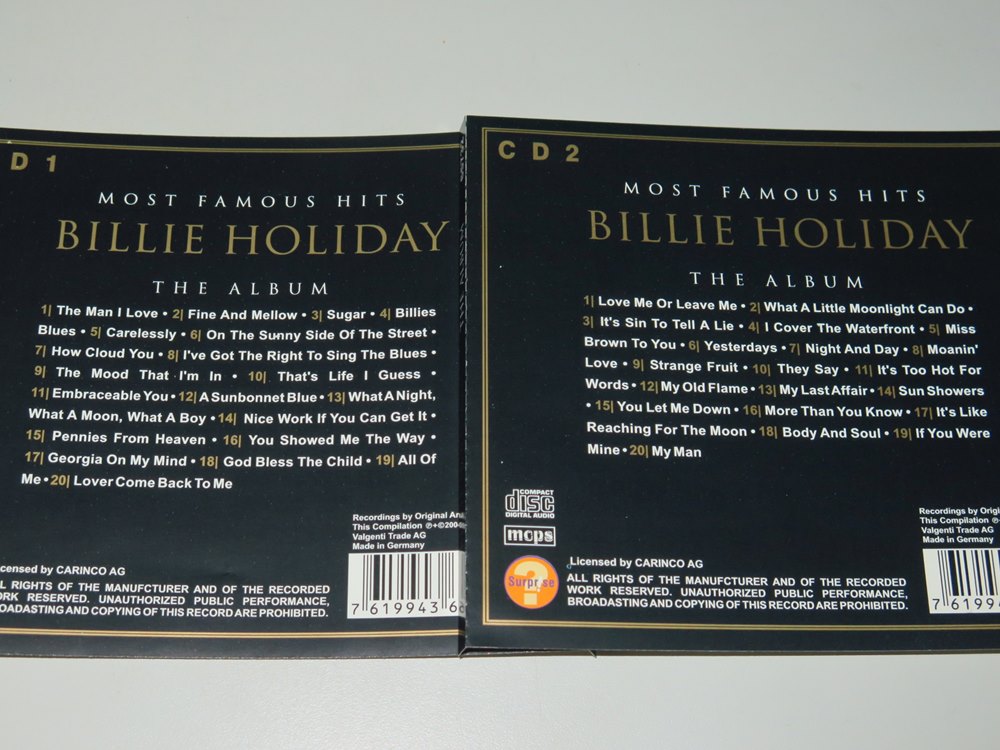 D 1
MOST FAMOUS HITS
BILLIE HOLIDAY
THE ALBUM
1| The Man I Love • 2| Fine And Mellow • 3| Sugar • 4| Billies
Blues • 5| Carelessly • 6| On The Sunny Side Of The Street •
7| How Cloud You • 8| I've Got The Right To Sing The Blues •
9| The Mood That I'm In • 10| That's Life I Guess •
11| Embraceable You • 12| A Sunbonnet Blue • 13| What A Night,
What A Moon, What A Boy • 14| Nice Work If You Can Get It •
15| Pennies From Heaven • 16| You Showed Me The Way •
17| Georgia On My Mind • 18| God Bless The Child • 19| All Of
Me • 20| Lover Come Back To Me
Recordings by Original
This Compilation ℗+©200
Valgenti Trade AG
Made in Germany
censed by CARINCO AG
LL RIGHTS OF THE MANUFCTURER AND OF THE RECORDED
WORK RESERVED. UNAUTHORIZED PUBLIC PERFORMANCE,
BROADASTING AND COPYING OF THIS RECORD ARE PROHIBITED.
7 619943 6
CD 2
MOST FAMOUS HITS
BILLIE HOLIDAY
THE ALBUM
1| Love Me Or Leave Me • 2| What A Little Moonlight Can Do •
3| It's Sin To Tell A Lie • 4| I Cover The Waterfront • 5| Miss
Brown To You • 6| Yesterdays • 7| Night And Day • 8| Moanin'
Love • 9| Strange Fruit • 10| They Say • 11| It's Too Hot For
Words • 12| My Old Flame • 13| My Last Affair • 14| Sun Showers
• 15| You Let Me Down • 16| More Than You Know • 17| It's Like
Reaching For The Moon • 18| Body And Soul • 19| If You Were
Mine • 20| My Man
COMPACT
disc
DIGITAL AUDIO
mcps
Surprise
?
Recordings by Origi
This Compilation ℗
Valgenti Trade AG
Made in Germany
Licensed by CARINCO AG
ALL RIGHTS OF THE MANUFCTURER AND OF THE RECORDED
WORK RESERVED. UNAUTHORIZED PUBLIC PERFORMANCE,
BROADASTING AND COPYING OF THIS RECORD ARE PROHIBITED.
7 6199